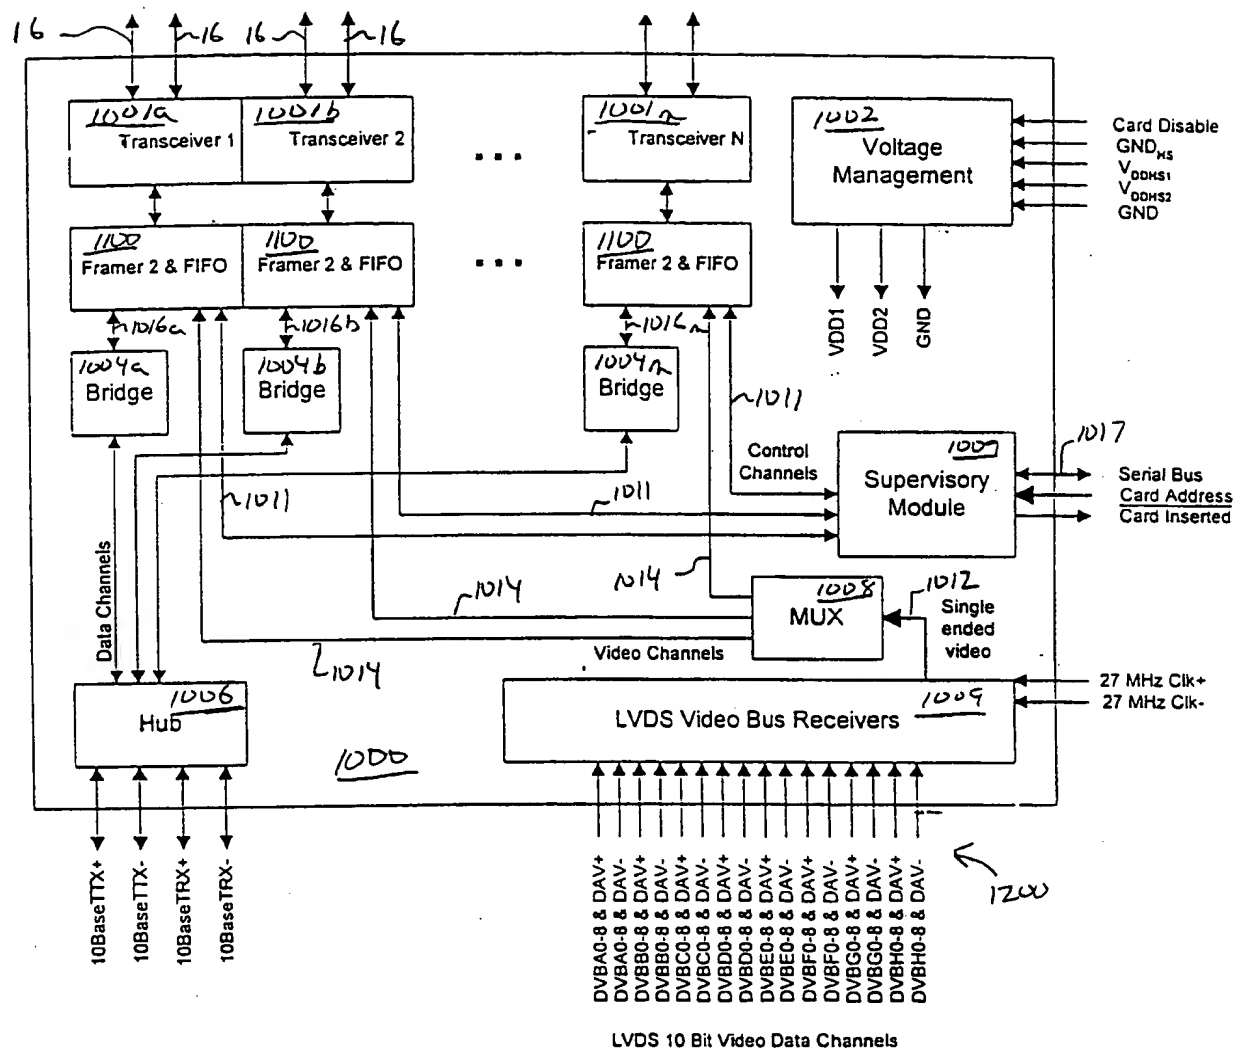 16
16
16
16
1001a
Transceiver 1
1001b
Transceiver 2
1001n
Transceiver N
1002
Voltage
Management
Card Disable
GND HS
V DDHS1
V DDHS2
GND
1100
Framer 2 & FIFO
1100
Framer 2 & FIFO
1100
Framer 2 & FIFO
VDD1
VDD2
GND
1016a
1016b
1016n
1004a
Bridge
1004b
Bridge
1004n
Bridge
1011
Control
Channels
1011
1011
Supervisory
Module
1017
Serial Bus
Card Address
Card Inserted
Data Channels
1014
1014
1014
Video Channels
1008
MUX
1012
Single
ended
video
1006
Hub
1009
LVDS Video Bus Receivers
27 MHz Clk+
27 MHz Clk-
1000
10BaseTTX+
10BaseTTX-
10BaseTRX+
10BaseTRX-
DVBA0-8 & DAV+
DVBA0-8 & DAV-
DVBB0-8 & DAV+
DVBB0-8 & DAV-
DVBC0-8 & DAV+
DVBC0-8 & DAV-
DVBD0-8 & DAV+
DVBD0-8 & DAV-
DVBE0-8 & DAV+
DVBE0-8 & DAV-
DVBF0-8 & DAV+
DVBF0-8 & DAV-
DVBG0-8 & DAV+
DVBG0-8 & DAV-
DVBH0-8 & DAV+
DVBH0-8 & DAV-
1200
LVDS 10 Bit Video Data Channels